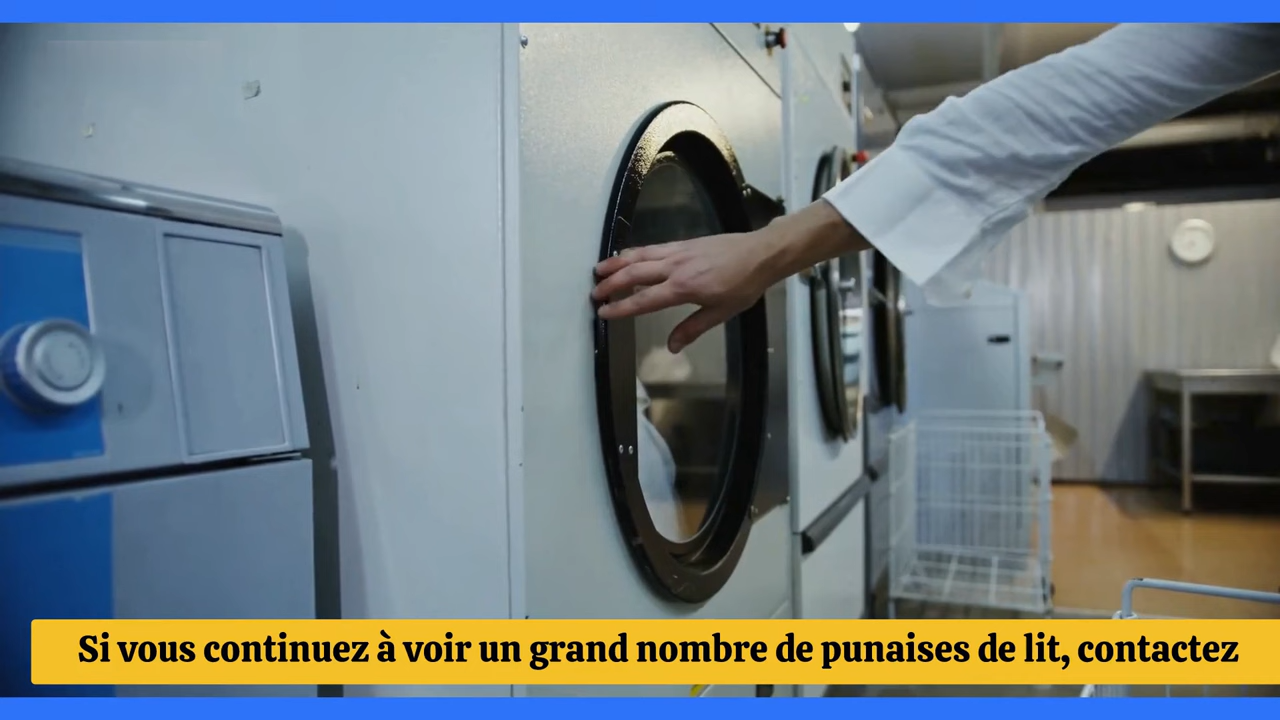 Si vous continuez à voir un grand nombre de punaises de lit, contactez